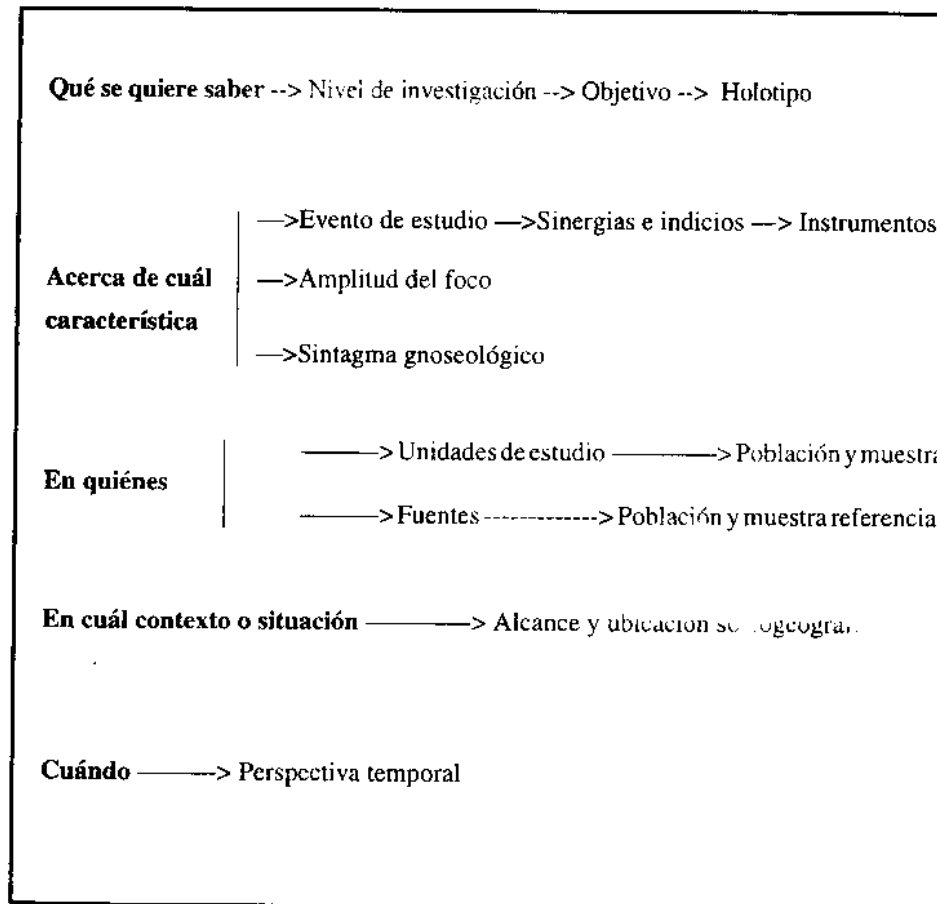 Qué se quiere saber --> Nivel de investigación --> Objetivo --> Holotipo
—>Evento de estudio —>Sinergias e indicios —> Instrumentos
Acerca de cuál
—>Amplitud del foco
característica
—>Sintagma gnoseológico
En quiénes
———> Unidades de estudio ———> Población y muestra
———> Fuentes ------------> Población y muestra referencia
En cuál contexto o situación ———> Alcance y ubicación
Cuándo ———> Perspectiva temporal